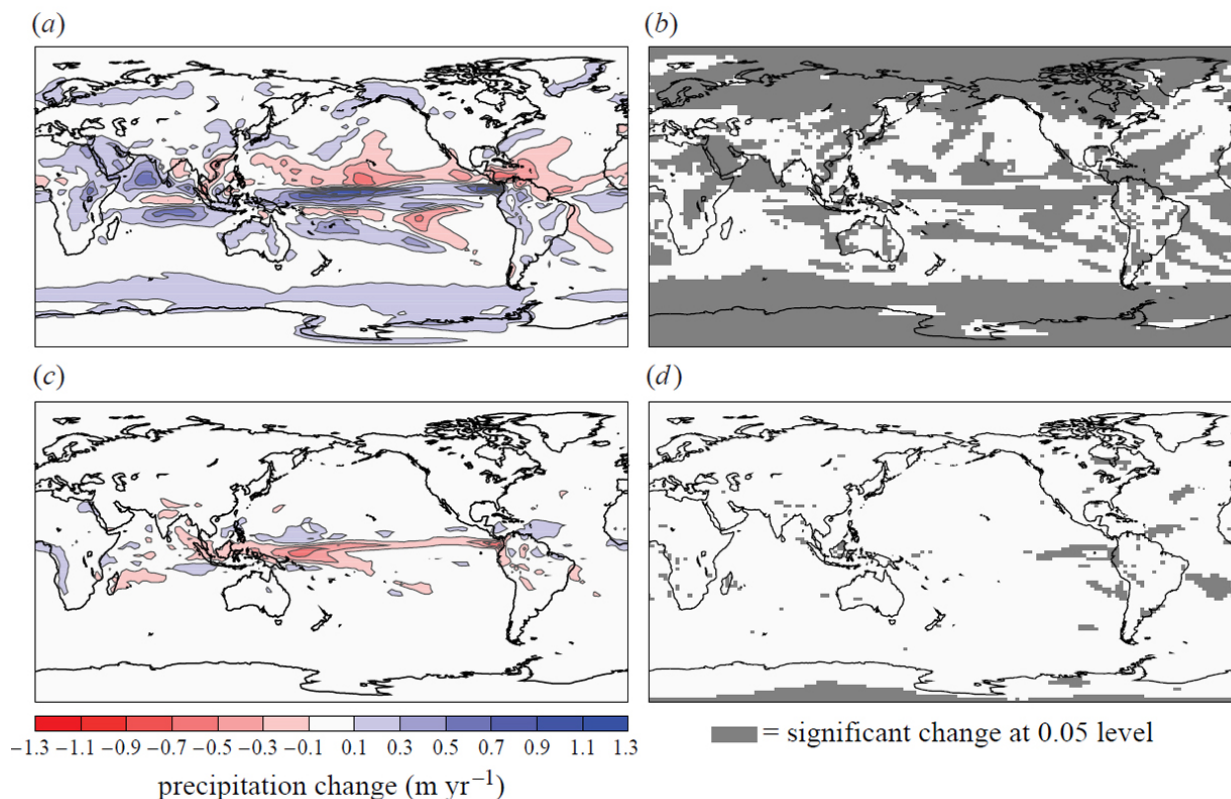 (a)
(b)
(c)
(d)
−1.3 −1.1 −0.9 −0.7 −0.5 −0.3 −0.1 0.1 0.3 0.5 0.7 0.9 1.1 1.3
precipitation change (m yr⁻¹)
= significant change at 0.05 level